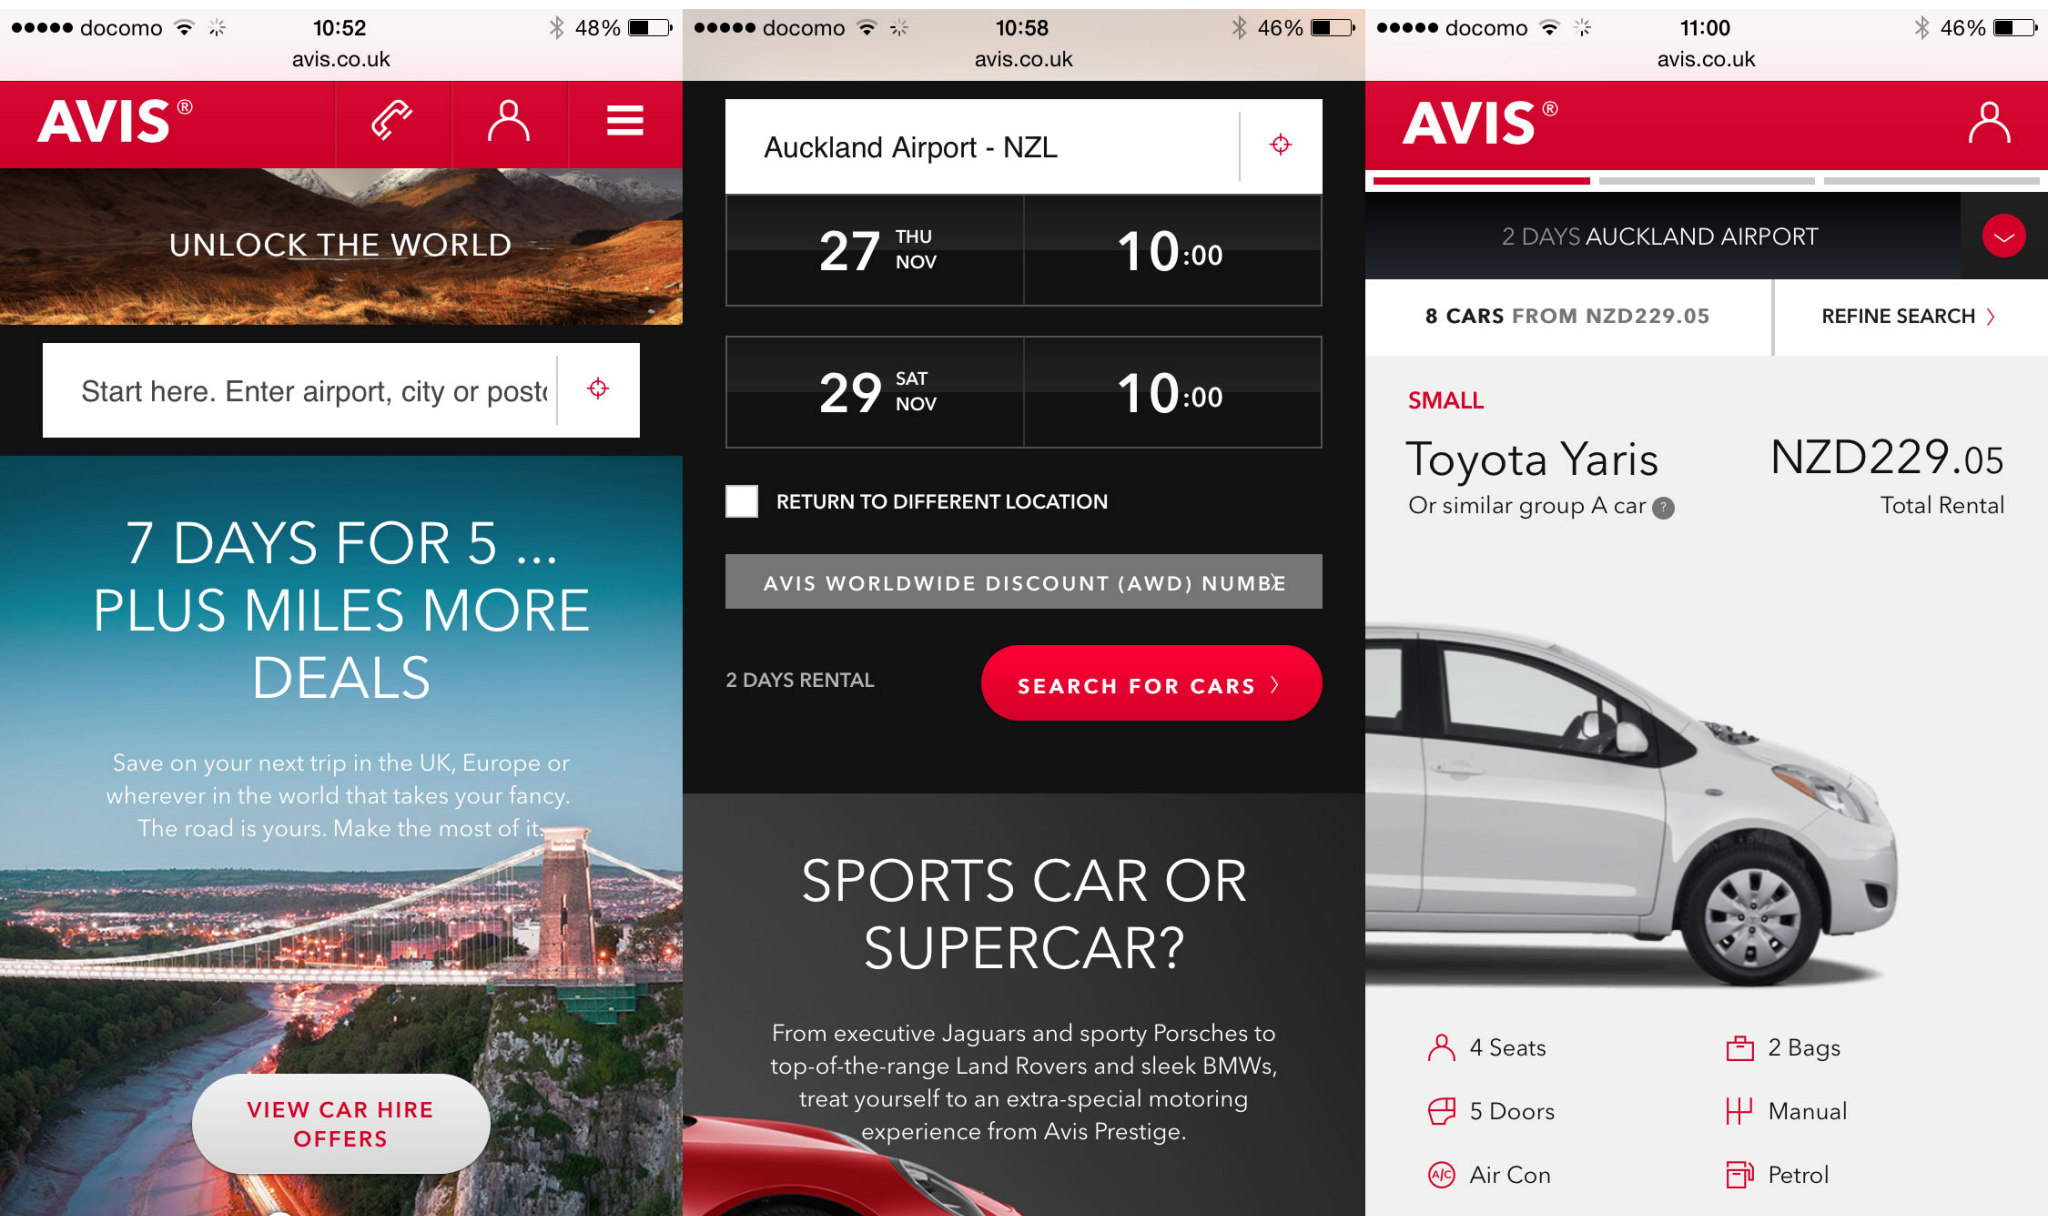 docomo 10:52 48%
avis.co.uk
AVIS®
UNLOCK THE WORLD
Start here. Enter airport, city or postc
7 DAYS FOR 5 ...
PLUS MILES MORE
DEALS
Save on your next trip in the UK, Europe or
wherever in the world that takes your fancy.
The road is yours. Make the most of it.
VIEW CAR HIRE
OFFERS
docomo 10:58 46%
avis.co.uk
Auckland Airport - NZL
27 THU NOV 10:00
29 SAT NOV 10:00
RETURN TO DIFFERENT LOCATION
AVIS WORLDWIDE DISCOUNT (AWD) NUMBE
2 DAYS RENTAL
SEARCH FOR CARS
SPORTS CAR OR
SUPERCAR?
From executive Jaguars and sporty Porsches to
top-of-the-range Land Rovers and sleek BMWs,
treat yourself to an extra-special motoring
experience from Avis Prestige.
docomo 11:00 46%
avis.co.uk
AVIS®
2 DAYS AUCKLAND AIRPORT
8 CARS FROM NZD229.05
REFINE SEARCH
SMALL
Toyota Yaris NZD229.05
Or similar group A car ? Total Rental
4 Seats 2 Bags
5 Doors Manual
A/C Air Con Petrol